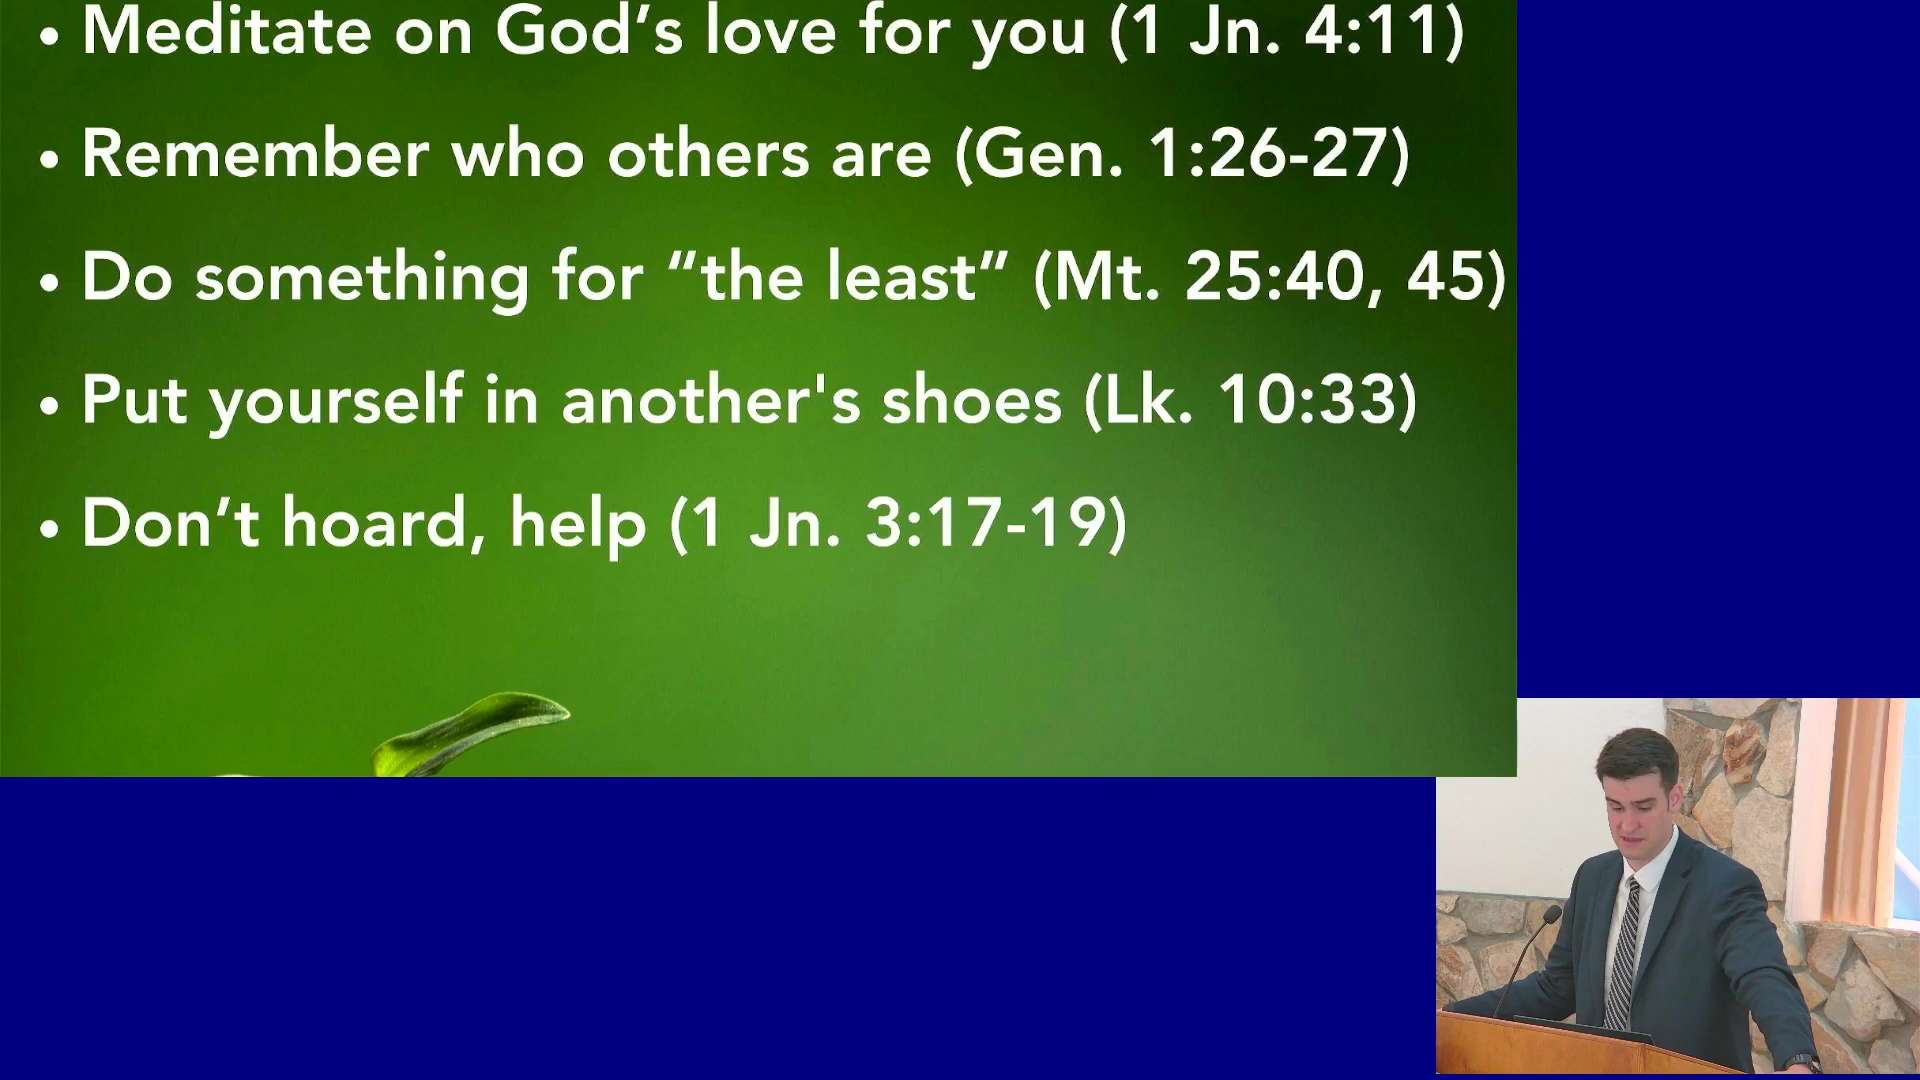 • Meditate on God’s love for you (1 Jn. 4:11)
• Remember who others are (Gen. 1:26-27)
• Do something for “the least” (Mt. 25:40, 45)
• Put yourself in another's shoes (Lk. 10:33)
• Don’t hoard, help (1 Jn. 3:17-19)